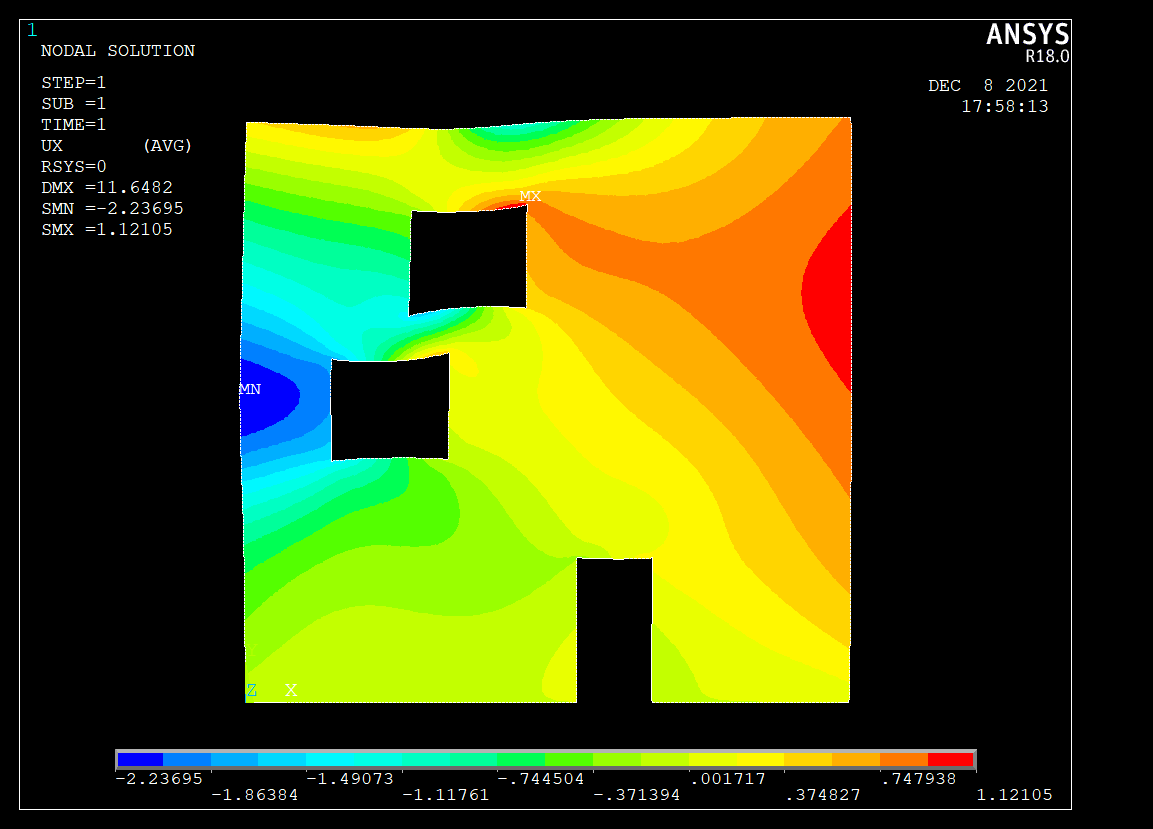 1
ANSYS
R18.0
NODAL SOLUTION
STEP=1
SUB =1
TIME=1
UX (AVG)
RSYS=0
DMX =11.6482
SMN =-2.23695
SMX =1.12105
DEC 8 2021
17:58:13
MX
MN
Z X
-2.23695 -1.49073 -.744504 .001717 .747938
-1.86384 -1.11761 -.371394 .374827 1.12105